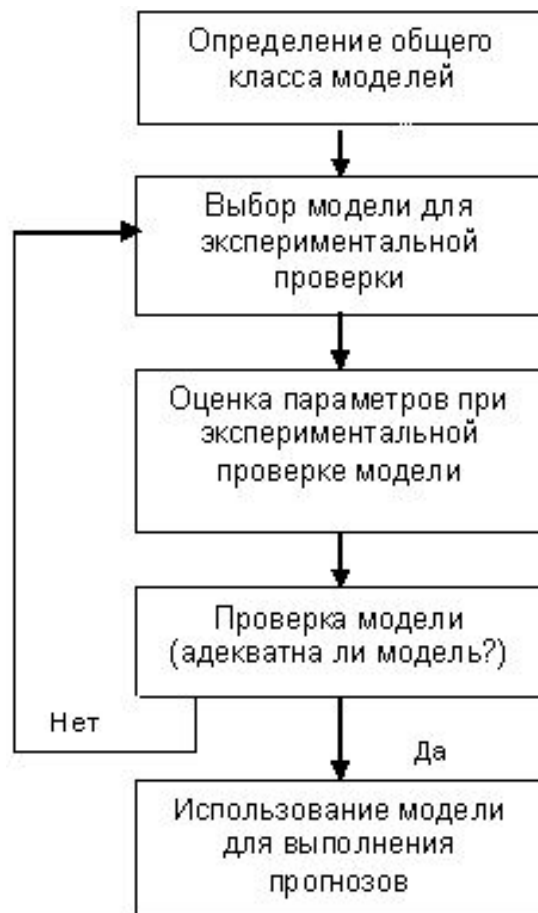 Определение общего
класса моделей
Выбор модели для
экспериментальной
проверки
Оценка параметров при
экспериментальной
проверке модели
Проверка модели
(адекватна ли модель?)
Нет
Да
Использование модели
для выполнения
прогнозов